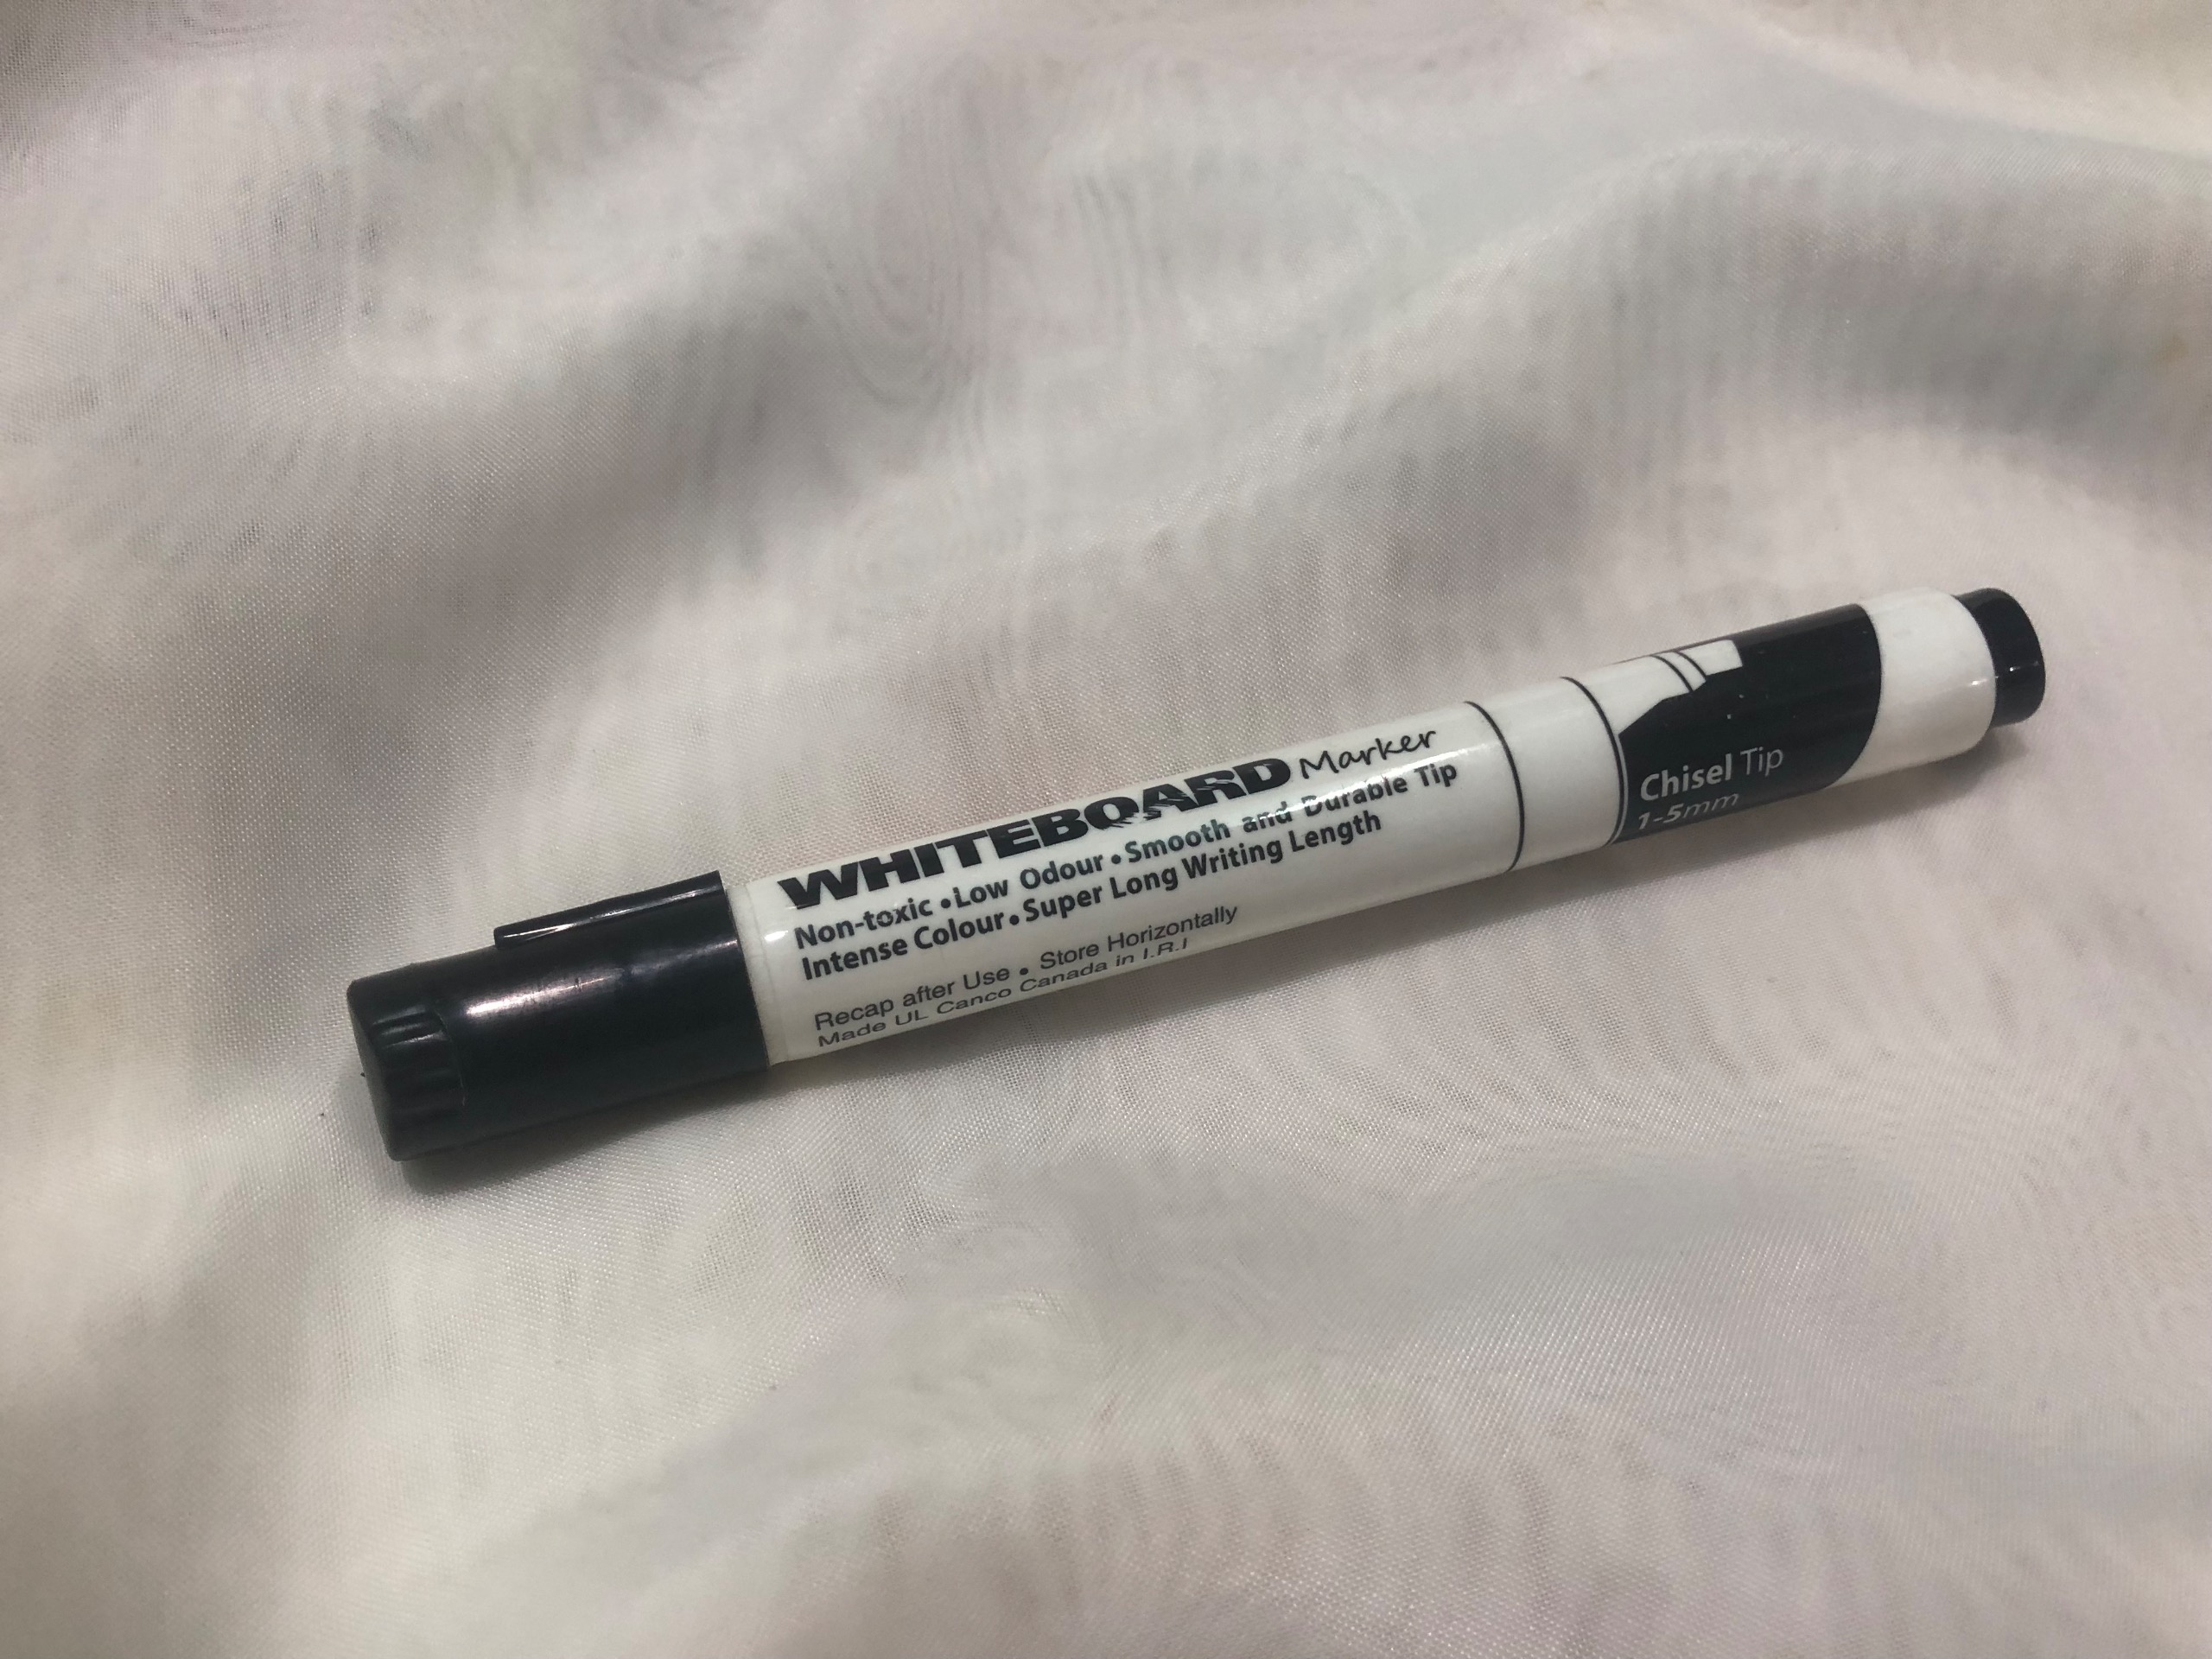 WHITEBOARD Marker
Non-toxic • Low Odour • Smooth and Durable Tip
Intense Colour • Super Long Writing Length
Recap after Use • Store Horizontally
Made UL Canco Canada in I.R.I
Chisel Tip
1-5mm